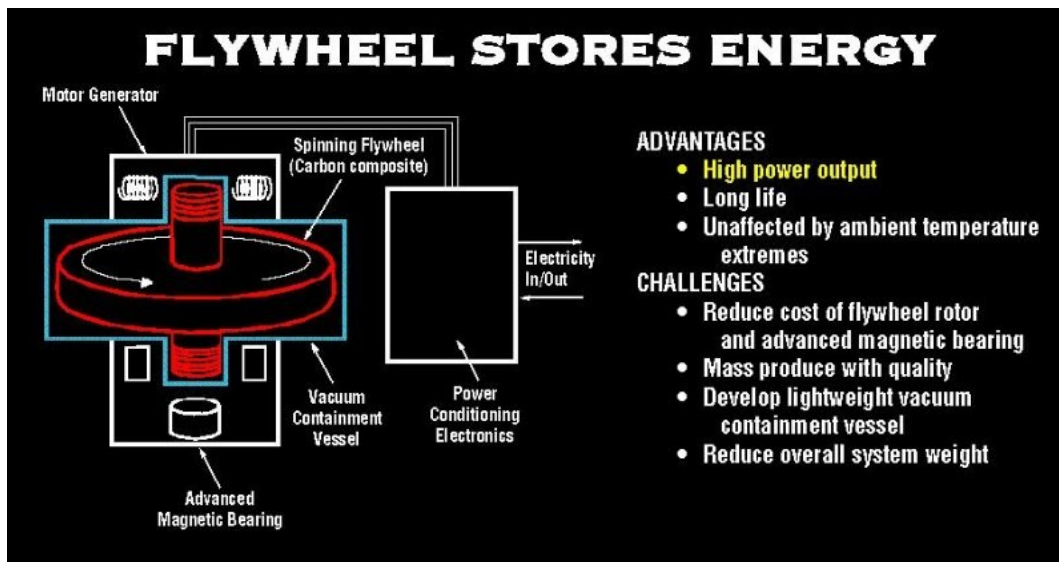 FLYWHEEL STORES ENERGY
Motor Generator
Spinning Flywheel
(Carbon composite)
Electricity
In/Out
Vacuum
Containment
Vessel
Power
Conditioning
Electronics
Advanced
Magnetic Bearing
ADVANTAGES
• High power output
• Long life
• Unaffected by ambient temperature
extremes
CHALLENGES
• Reduce cost of flywheel rotor
and advanced magnetic bearing
• Mass produce with quality
• Develop lightweight vacuum
containment vessel
• Reduce overall system weight